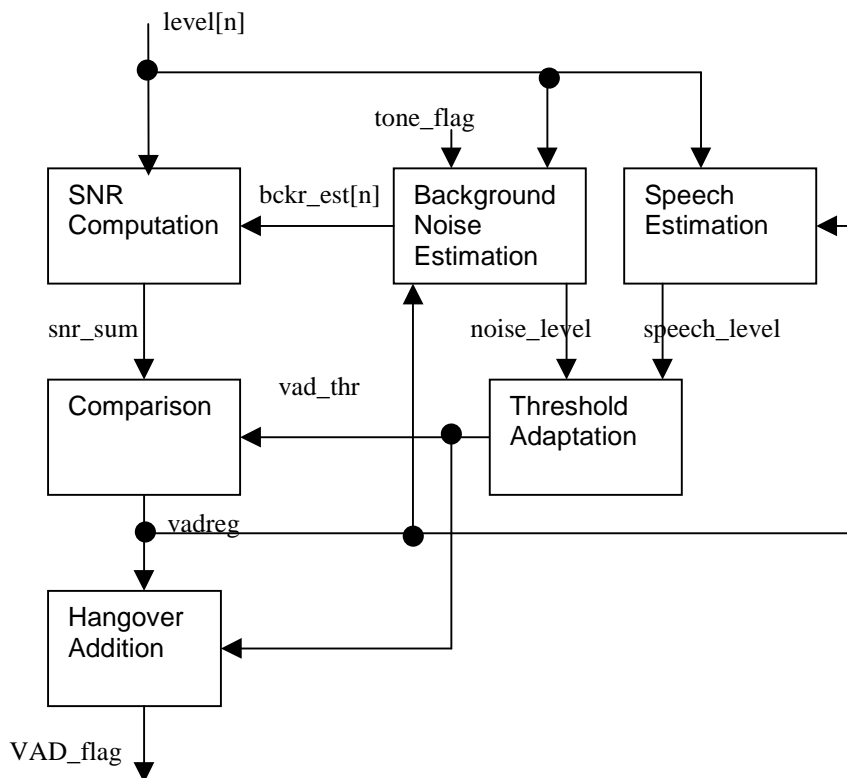 level[n]
tone_flag
SNR
Computation
bckr_est[n]
Background
Noise
Estimation
Speech
Estimation
snr_sum
noise_level
speech_level
Comparison
vad_thr
Threshold
Adaptation
vadreg
Hangover
Addition
VAD_flag